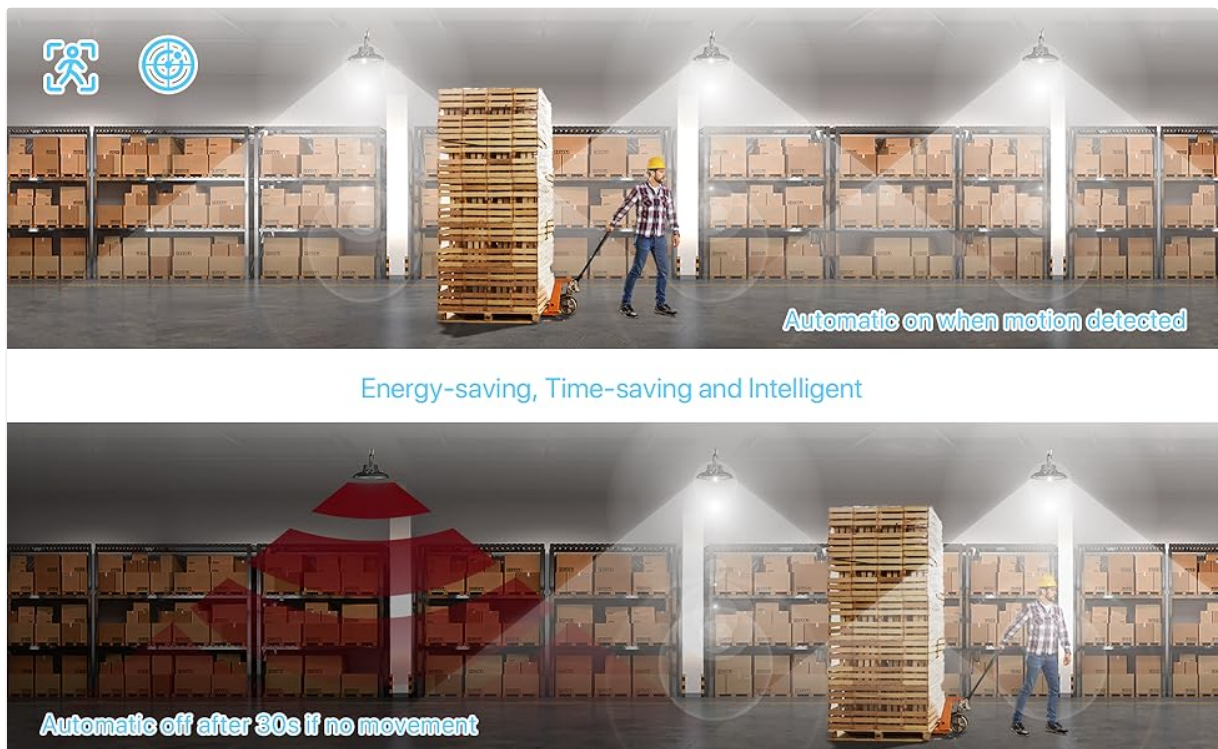 Automatic on when motion detected
Energy-saving, Time-saving and Intelligent
Automatic off after 30s if no movement